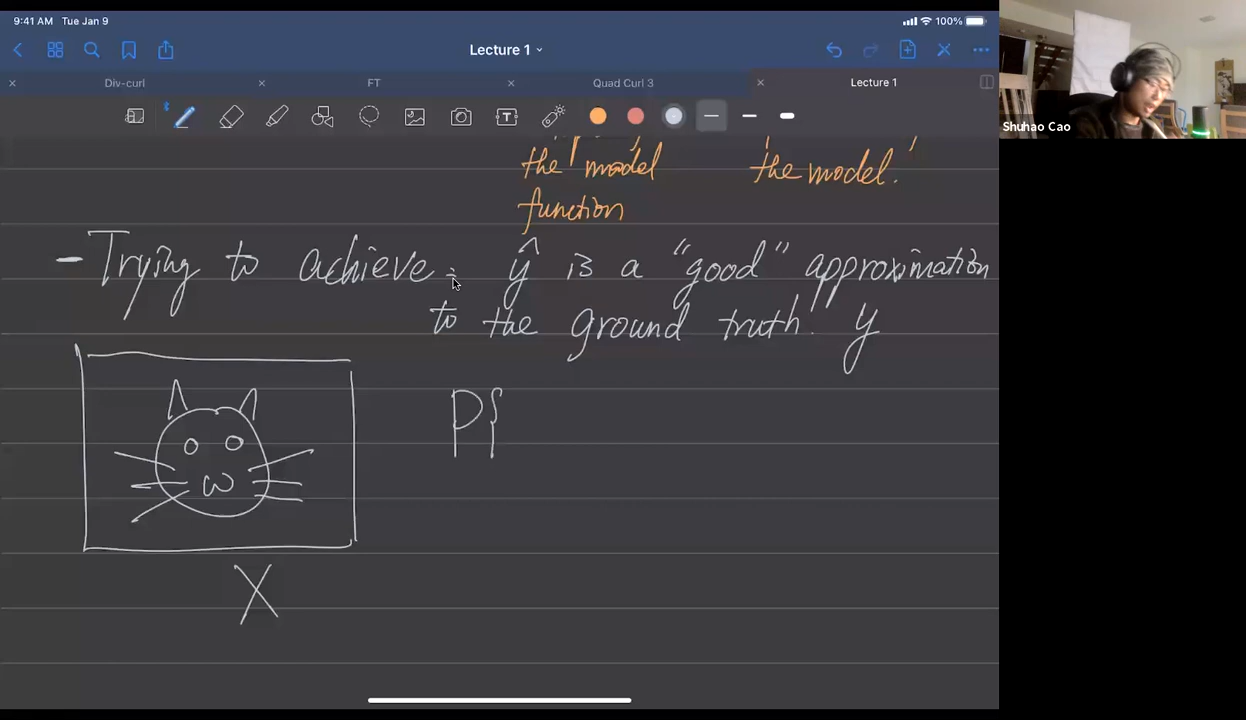 9:41 AM Tue Jan 9
100%
Lecture 1
Div-curl
FT
Quad Curl 3
Lecture 1
T
Shuhao Cao
the model
the model.
function
- Trying to achieve: ŷ is a "good" approximation
to the ground truth. y
P{
X